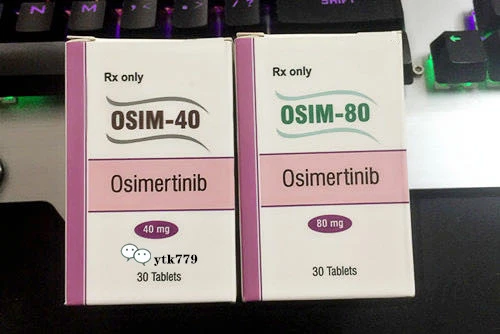 Rx only
OSIM-40
Osimertinib
40 mg
ytk779
30 Tablets
Rx only
OSIM-80
Osimertinib
80 mg
30 Tablets